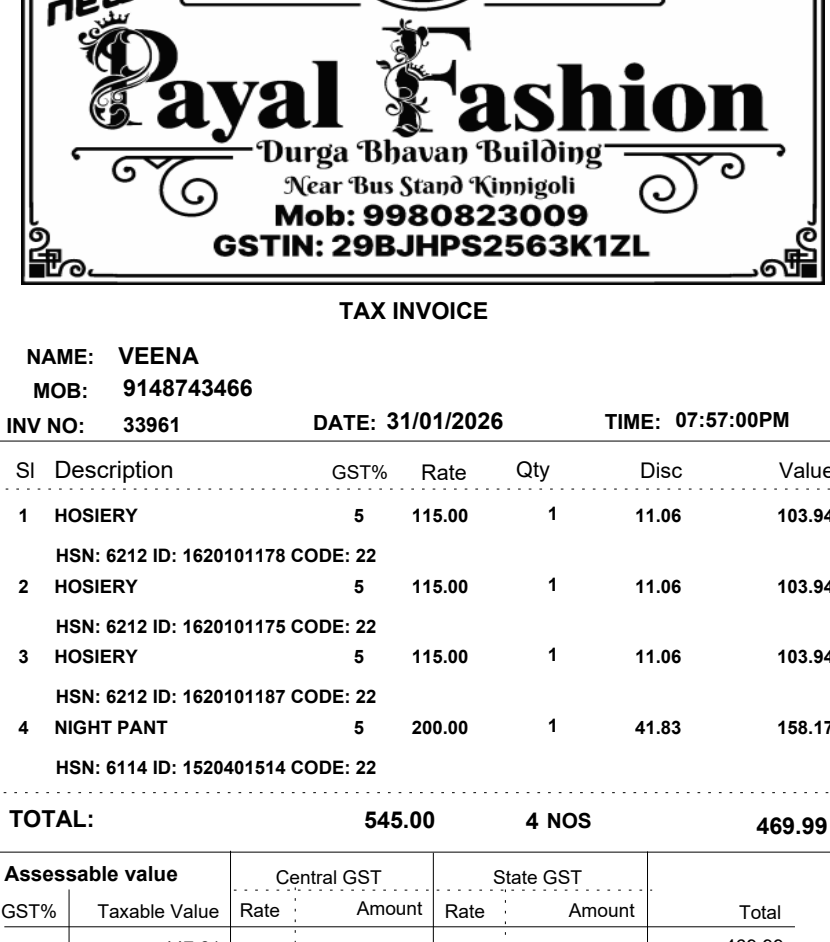 new
Payal Fashion
Durga Bhavan Building
Near Bus Stand Kinnigoli
Mob: 9980823009
GSTIN: 29BJHPS2563K1ZL
TAX INVOICE
NAME: VEENA
MOB: 9148743466
INV NO: 33961 DATE: 31/01/2026 TIME: 07:57:00PM
Sl Description GST% Rate Qty Disc Value
1 HOSIERY 5 115.00 1 11.06 103.94
HSN: 6212 ID: 1620101178 CODE: 22
2 HOSIERY 5 115.00 1 11.06 103.94
HSN: 6212 ID: 1620101175 CODE: 22
3 HOSIERY 5 115.00 1 11.06 103.94
HSN: 6212 ID: 1620101187 CODE: 22
4 NIGHT PANT 5 200.00 1 41.83 158.17
HSN: 6114 ID: 1520401514 CODE: 22
TOTAL: 545.00 4 NOS 469.99
Assessable value Central GST State GST
GST% Taxable Value Rate Amount Rate Amount Total